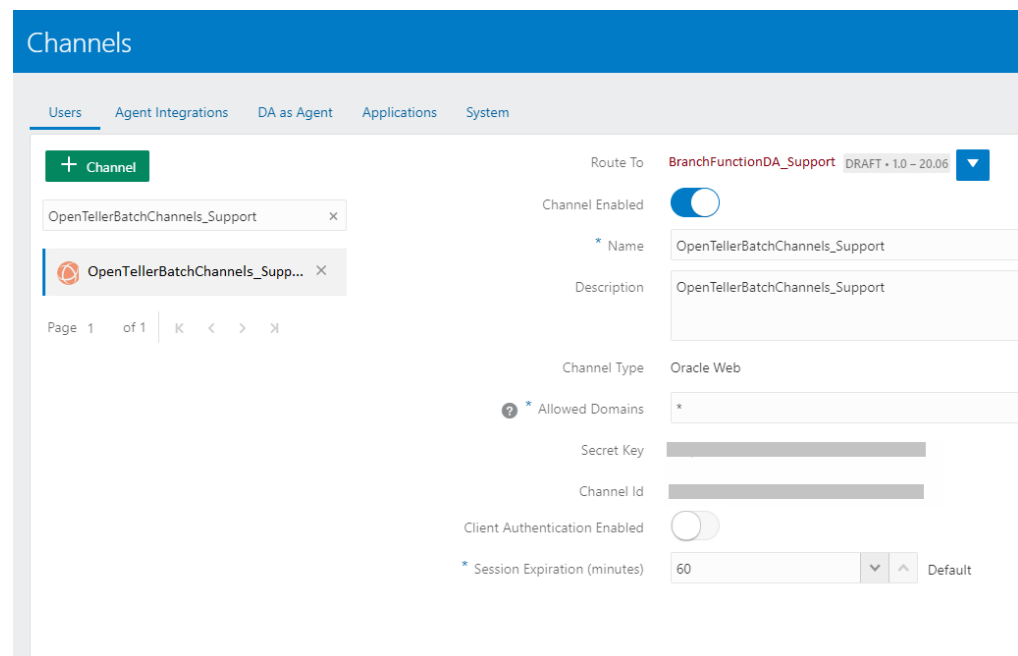 Channels
Users Agent Integrations DA as Agent Applications System
+ Channel
OpenTellerBatchChannels_Support ×
OpenTellerBatchChannels_Supp... ×
Page 1 of 1
Route To BranchFunctionDA_Support DRAFT • 1.0 – 20.06
Channel Enabled
* Name OpenTellerBatchChannels_Support
Description OpenTellerBatchChannels_Support
Channel Type Oracle Web
? * Allowed Domains *
Secret Key
Channel Id
Client Authentication Enabled
* Session Expiration (minutes) 60 Default